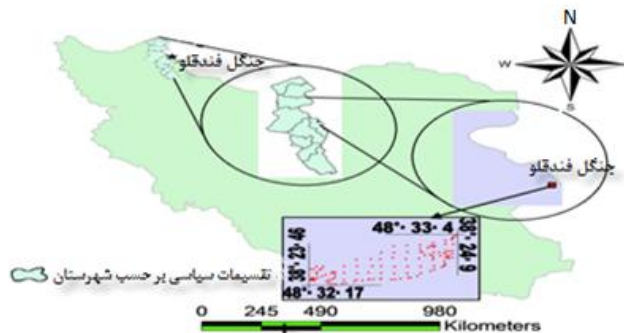 N
W
S
جنگل فندقلو
جنگل فندقلو
48°· 33· 4
38°· 24· 9
38°· 23· 46
48°· 32· 17
تقسیمات سیاسی بر حسب شهرستان
0 245 490 980
Kilometers